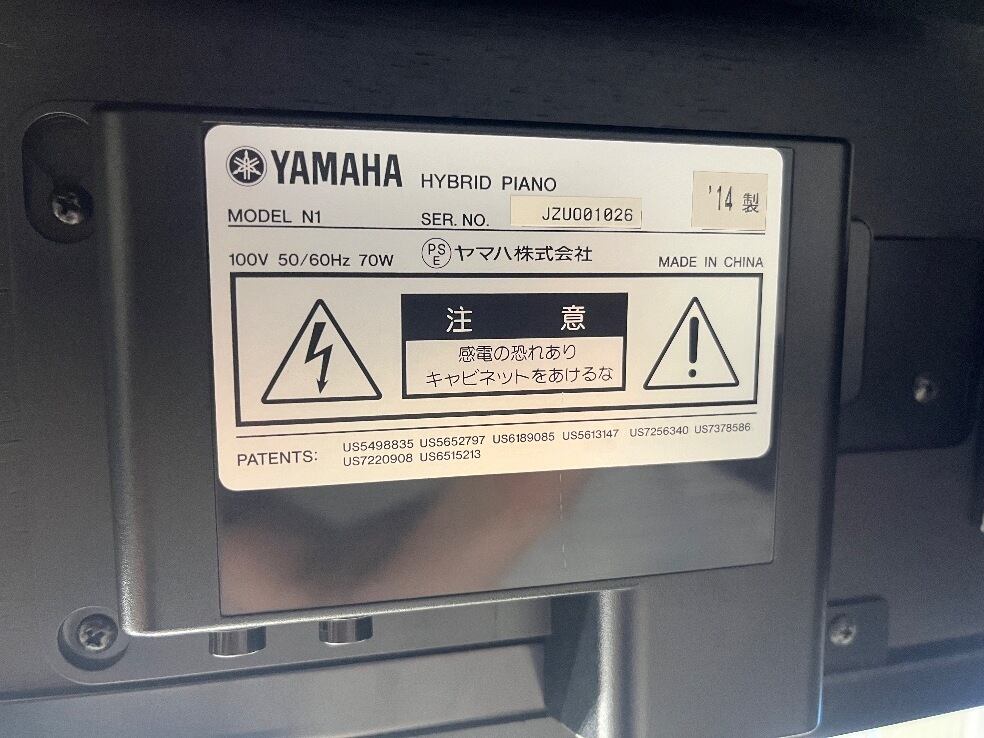 YAMAHA HYBRID PIANO
'14 製
MODEL N1 SER. NO. JZUO01026
100V 50/60Hz 70W PSE ヤマハ株式会社 MADE IN CHINA
注 意
感電の恐れあり
キャビネットをあけるな
PATENTS: US5498835 US5652797 US6189085 US5613147 US7256340 US7378586
US7220908 US6515213